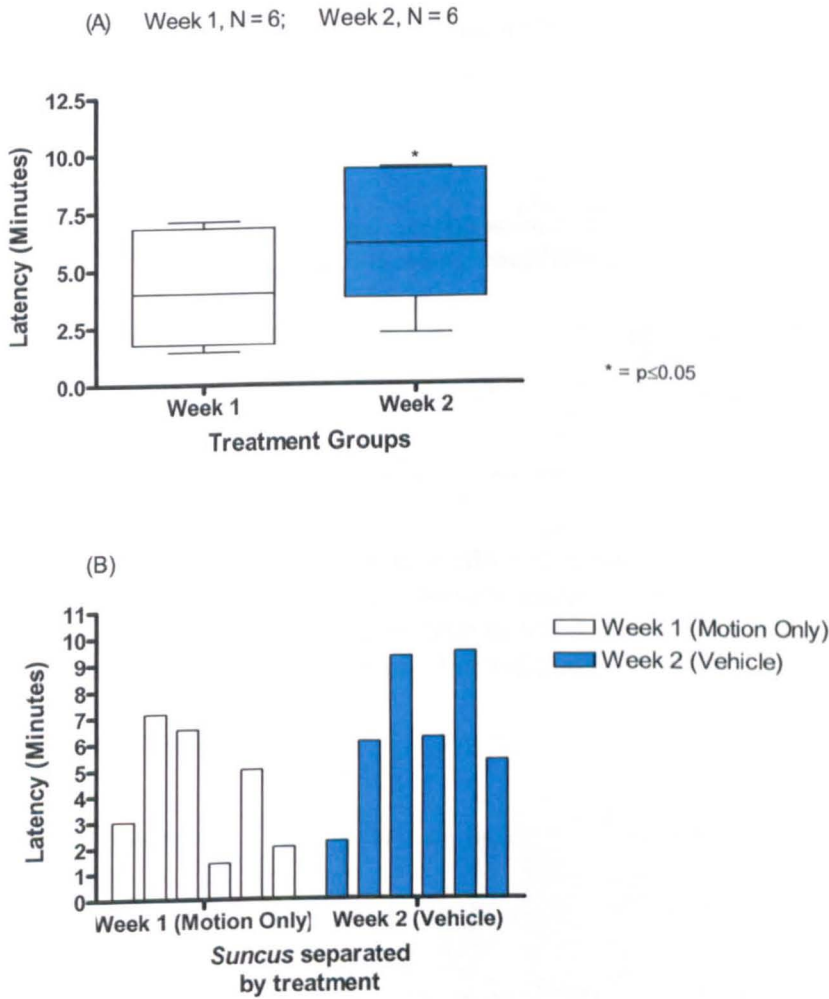 (A) Week 1, N = 6; Week 2, N = 6
12.5
10.0
7.5
5.0
2.5
0.0
Latency (Minutes)
*
Week 1 Week 2
Treatment Groups
* = p≤0.05
(B)
11
10
9
8
7
6
5
4
3
2
1
0
Latency (Minutes)
Week 1 (Motion Only)
Week 2 (Vehicle)
Week 1 (Motion Only) Week 2 (Vehicle)
Suncus separated
by treatment